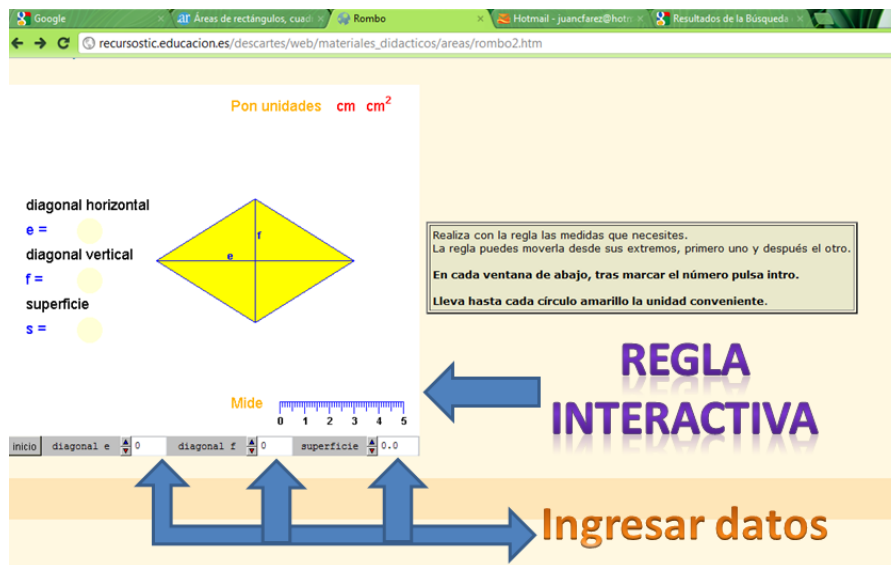 Google
Áreas de rectángulos, cuad
Rombo
Hotmail - juancfarez@hotm
Resultados de la Búsqueda
recursostic.educacion.es/descartes/web/materiales_didacticos/areas/rombo2.htm
Pon unidades cm cm²
diagonal horizontal
e =
diagonal vertical
f =
superficie
s =
f
e
Realiza con la regla las medidas que necesites.
La regla puedes moverla desde sus extremos, primero uno y después el otro.
En cada ventana de abajo, tras marcar el número pulsa intro.
Lleva hasta cada círculo amarillo la unidad conveniente.
REGLA
INTERACTIVA
Mide
0 1 2 3 4 5
inicio diagonal e 0 diagonal f 0 superficie 0.0
Ingresar datos